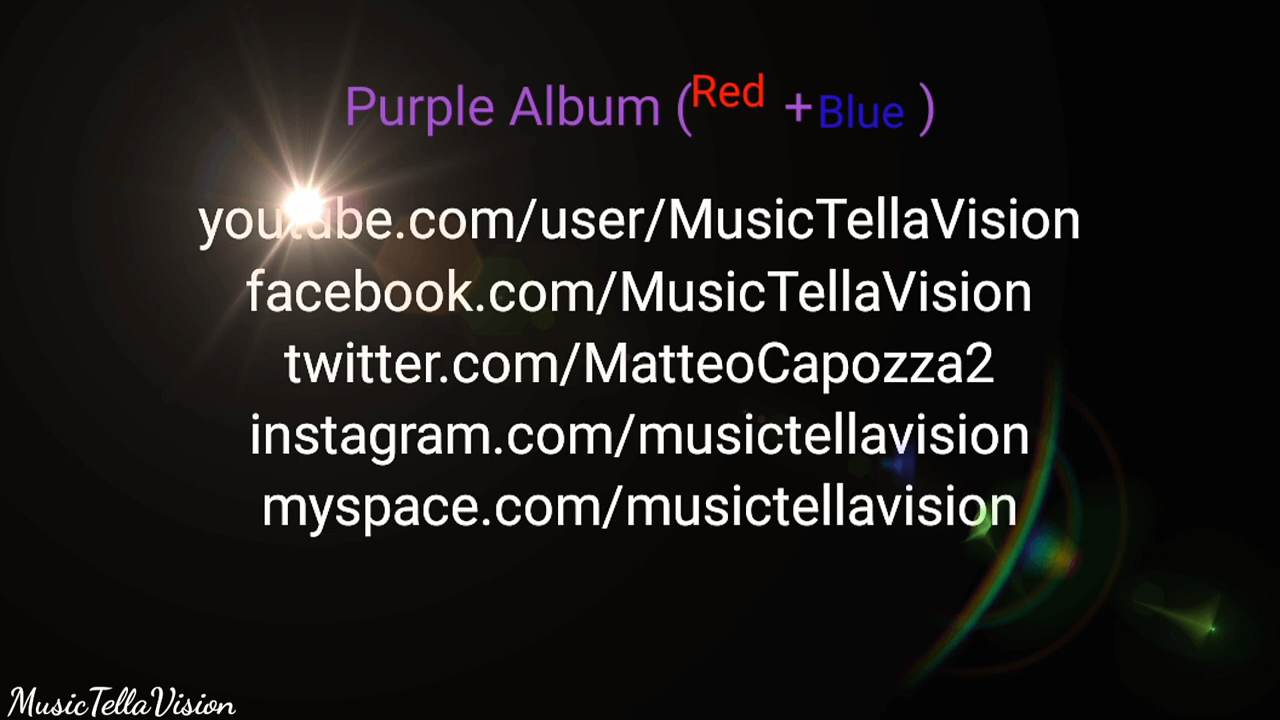 Purple Album (Red + Blue )
youtube.com/user/MusicTellaVision
facebook.com/MusicTellaVision
twitter.com/MatteoCapozza2
instagram.com/musictellavision
myspace.com/musictellavision
MusicTellaVision